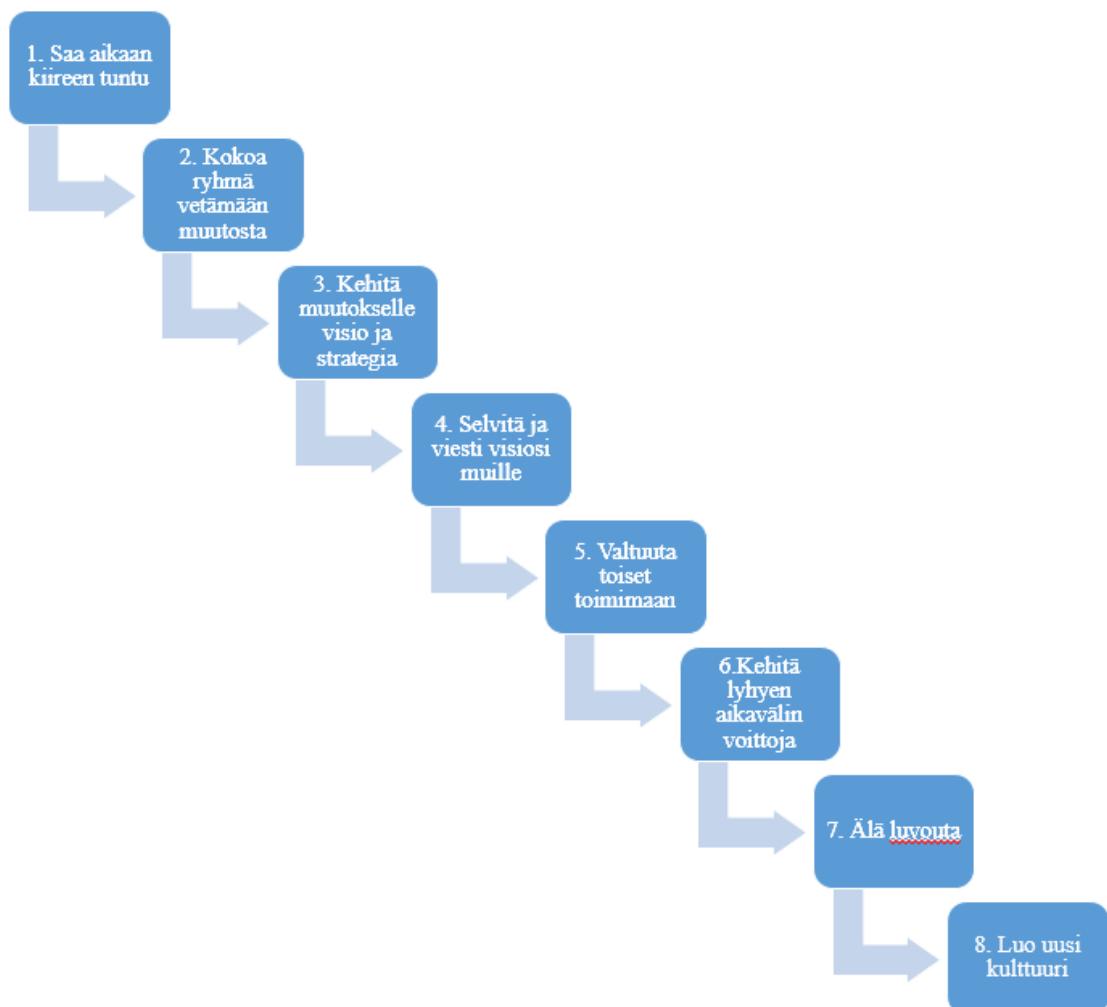 1. Saa aikaan
kiireen tuntu
2. Kokoa
ryhmä
vetämään
muutosta
3. Kehitä
muutokselle
visio ja
strategia
4. Selvitä ja
viesti visiosi
muille
5. Valtuuta
toiset
toimimaan
6.Kehitä
lyhyen
aikavälin
voittoja
7. Älä luvouta
8. Luo uusi
kulttuuri